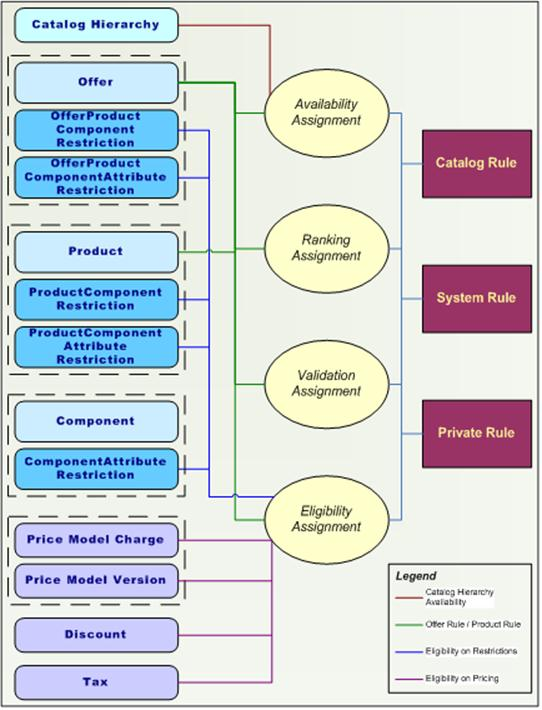 Catalog Hierarchy
Offer
OfferProduct
Component
Restriction
OfferProduct
ComponentAttribute
Restriction
Product
ProductComponent
Restriction
ProductComponent
Attribute
Restriction
Component
ComponentAttribute
Restriction
Price Model Charge
Price Model Version
Discount
Tax
Availability
Assignment
Ranking
Assignment
Validation
Assignment
Eligibility
Assignment
Catalog Rule
System Rule
Private Rule
Legend
Catalog Hierarchy
Availability
Offer Rule / Product Rule
Eligibility on Restrictions
Eligibility on Pricing